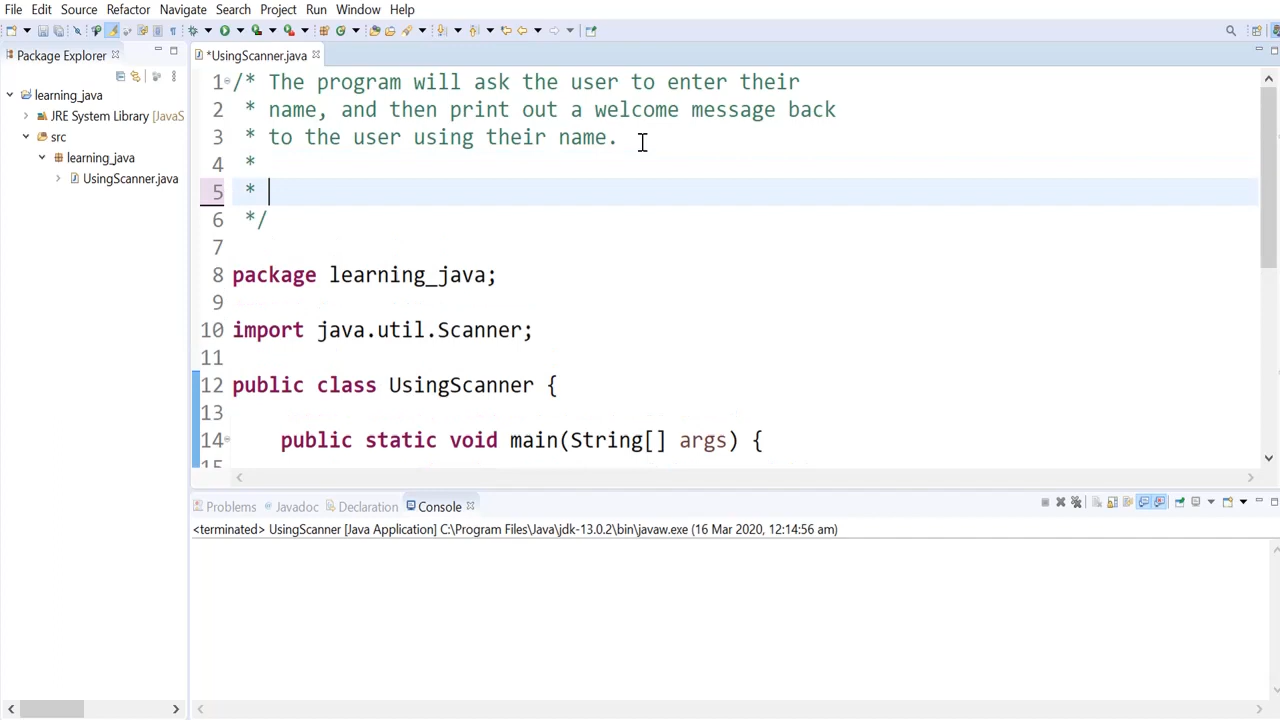 File Edit Source Refactor Navigate Search Project Run Window Help
Package Explorer
*UsingScanner.java
learning_java
JRE System Library [JavaS
src
learning_java
UsingScanner.java
1 /* The program will ask the user to enter their
2 * name, and then print out a welcome message back
3 * to the user using their name.
4 *
5 *
6 */
7
8 package learning_java;
9
10 import java.util.Scanner;
11
12 public class UsingScanner {
13
14 public static void main(String[] args) {
15
Problems Javadoc Declaration Console
<terminated> UsingScanner [Java Application] C:\Program Files\Java\jdk-13.0.2\bin\javaw.exe (16 Mar 2020, 12:14:56 am)